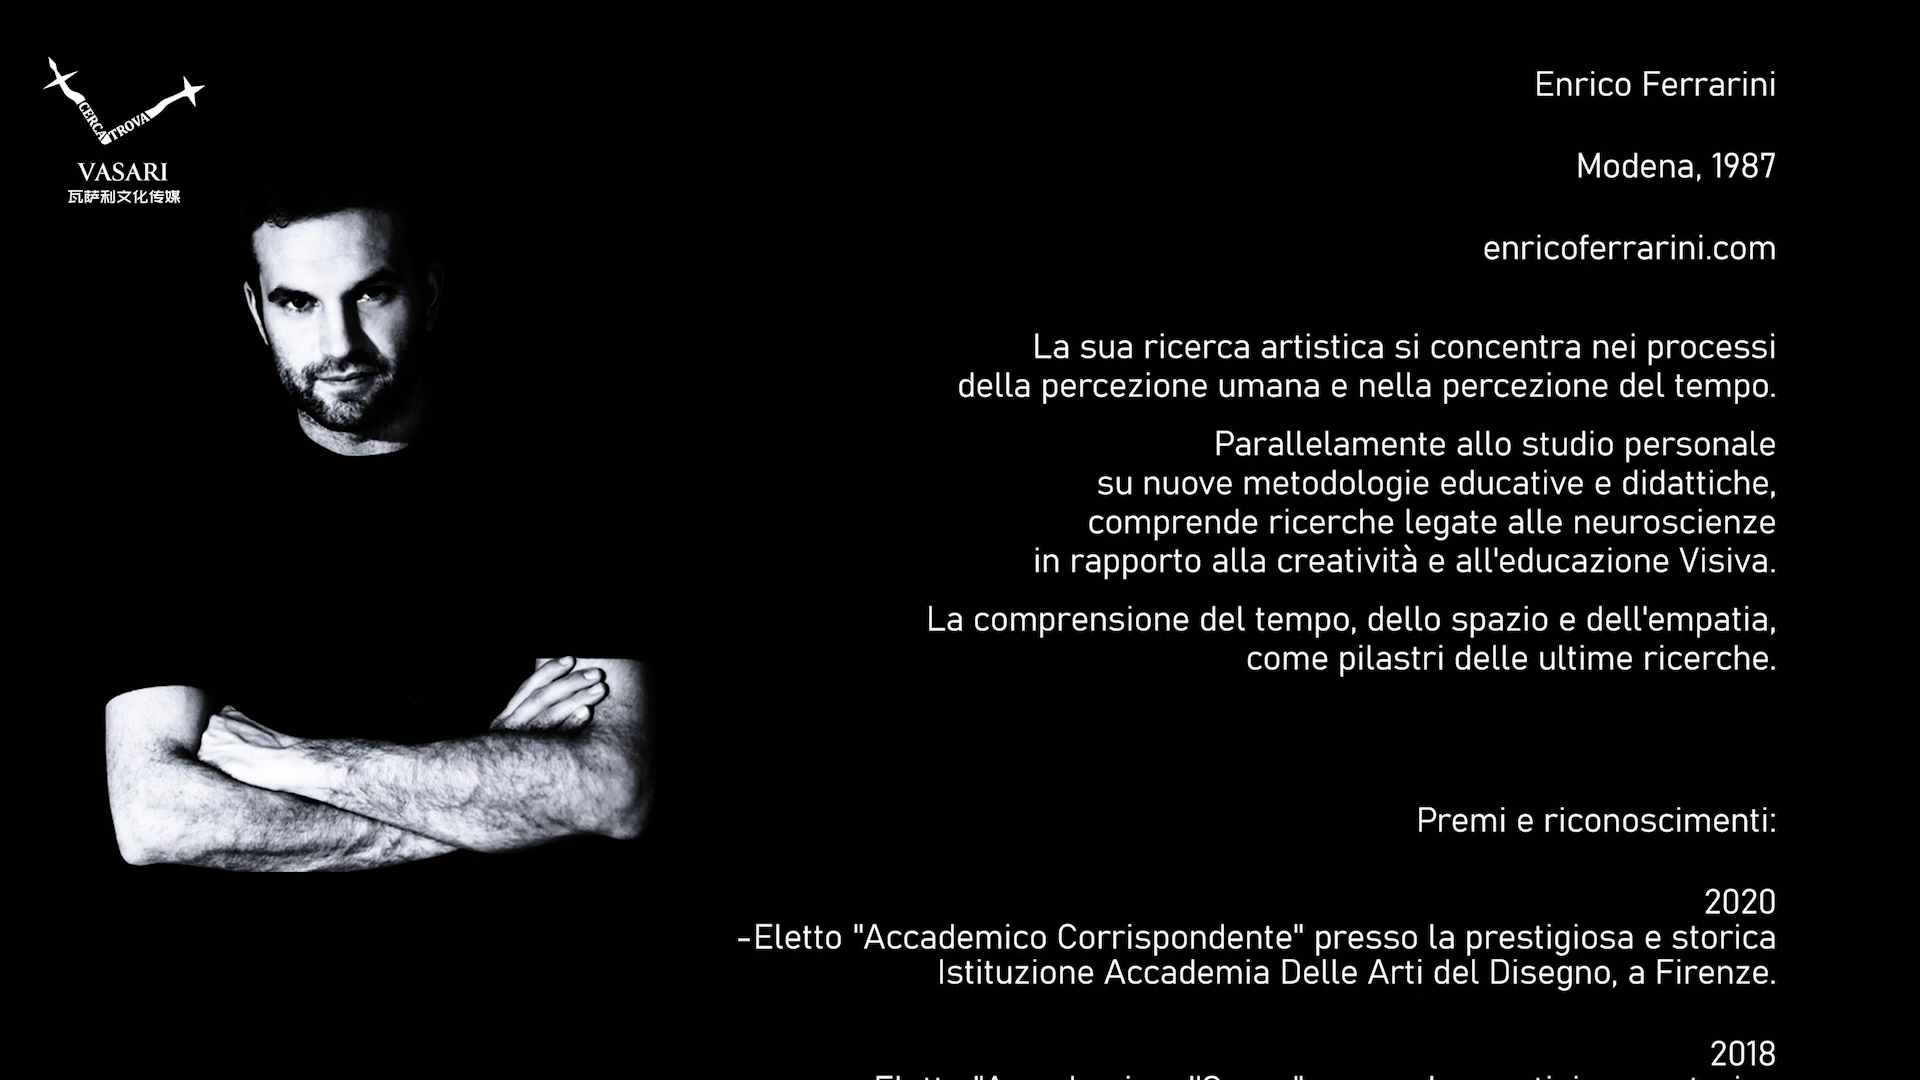 CERCA TROVA
VASARI
瓦萨利文化传媒
Enrico Ferrarini
Modena, 1987
enricoferrarini.com
La sua ricerca artistica si concentra nei processi
della percezione umana e nella percezione del tempo.
Parallelamente allo studio personale
su nuove metodologie educative e didattiche,
comprende ricerche legate alle neuroscienze
in rapporto alla creatività e all'educazione Visiva.
La comprensione del tempo, dello spazio e dell'empatia,
come pilastri delle ultime ricerche.
Premi e riconoscimenti:
2020
-Eletto "Accademico Corrispondente" presso la prestigiosa e storica
Istituzione Accademia Delle Arti del Disegno, a Firenze.
2018